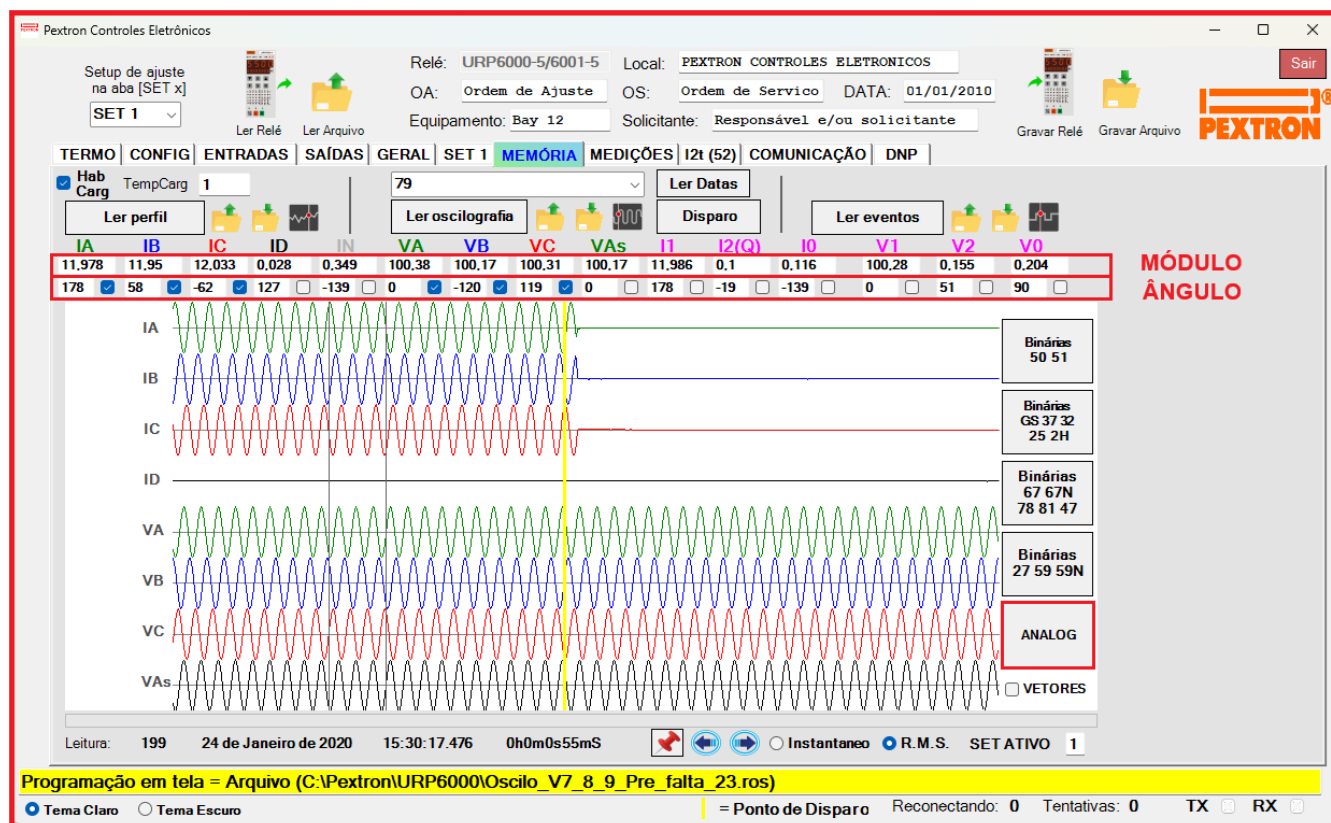 Pextron Controles Eletrônicos
Setup de ajuste
na aba [SET x]
SET 1
Ler Relé
Ler Arquivo
Relé: URP6000-5/6001-5 Local: PEXTRON CONTROLES ELETRONICOS
OA: Ordem de Ajuste OS: Ordem de Servico DATA: 01/01/2010
Equipamento: Bay 12 Solicitante: Responsável e/ou solicitante
Gravar Relé
Gravar Arquivo
Sair
PEXTRON
TERMO CONFIG ENTRADAS SAÍDAS GERAL SET 1 MEMÓRIA MEDIÇÕES I2t (52) COMUNICAÇÃO DNP
Hab
Carg
TempCarg 1
79
Ler Datas
Ler perfil
Ler oscilografia
Disparo
Ler eventos
IA IB IC ID IN VA VB VC VAs I1 I2(Q) I0 V1 V2 V0
11,978 11,95 12,033 0,028 0,349 100,38 100,17 100,31 100,17 11,986 0,1 0,116 100,28 0,155 0,204
MÓDULO
178 58 -62 127 -139 0 -120 119 0 178 -19 -139 0 51 90
ÂNGULO
IA
IB
IC
ID
VA
VB
VC
VAs
Binárias
50 51
Binárias
GS 37 32
25 2H
Binárias
67 67N
78 81 47
Binárias
27 59 59N
ANALOG
VETORES
Leitura: 199 24 de Janeiro de 2020 15:30:17.476 0h0m0s55mS Instantaneo R.M.S. SET ATIVO 1
Programação em tela = Arquivo (C:\Pextron\URP6000\Oscilo_V7_8_9_Pre_falta_23.ros)
Tema Claro Tema Escuro = Ponto de Disparo Reconectando: 0 Tentativas: 0 TX RX